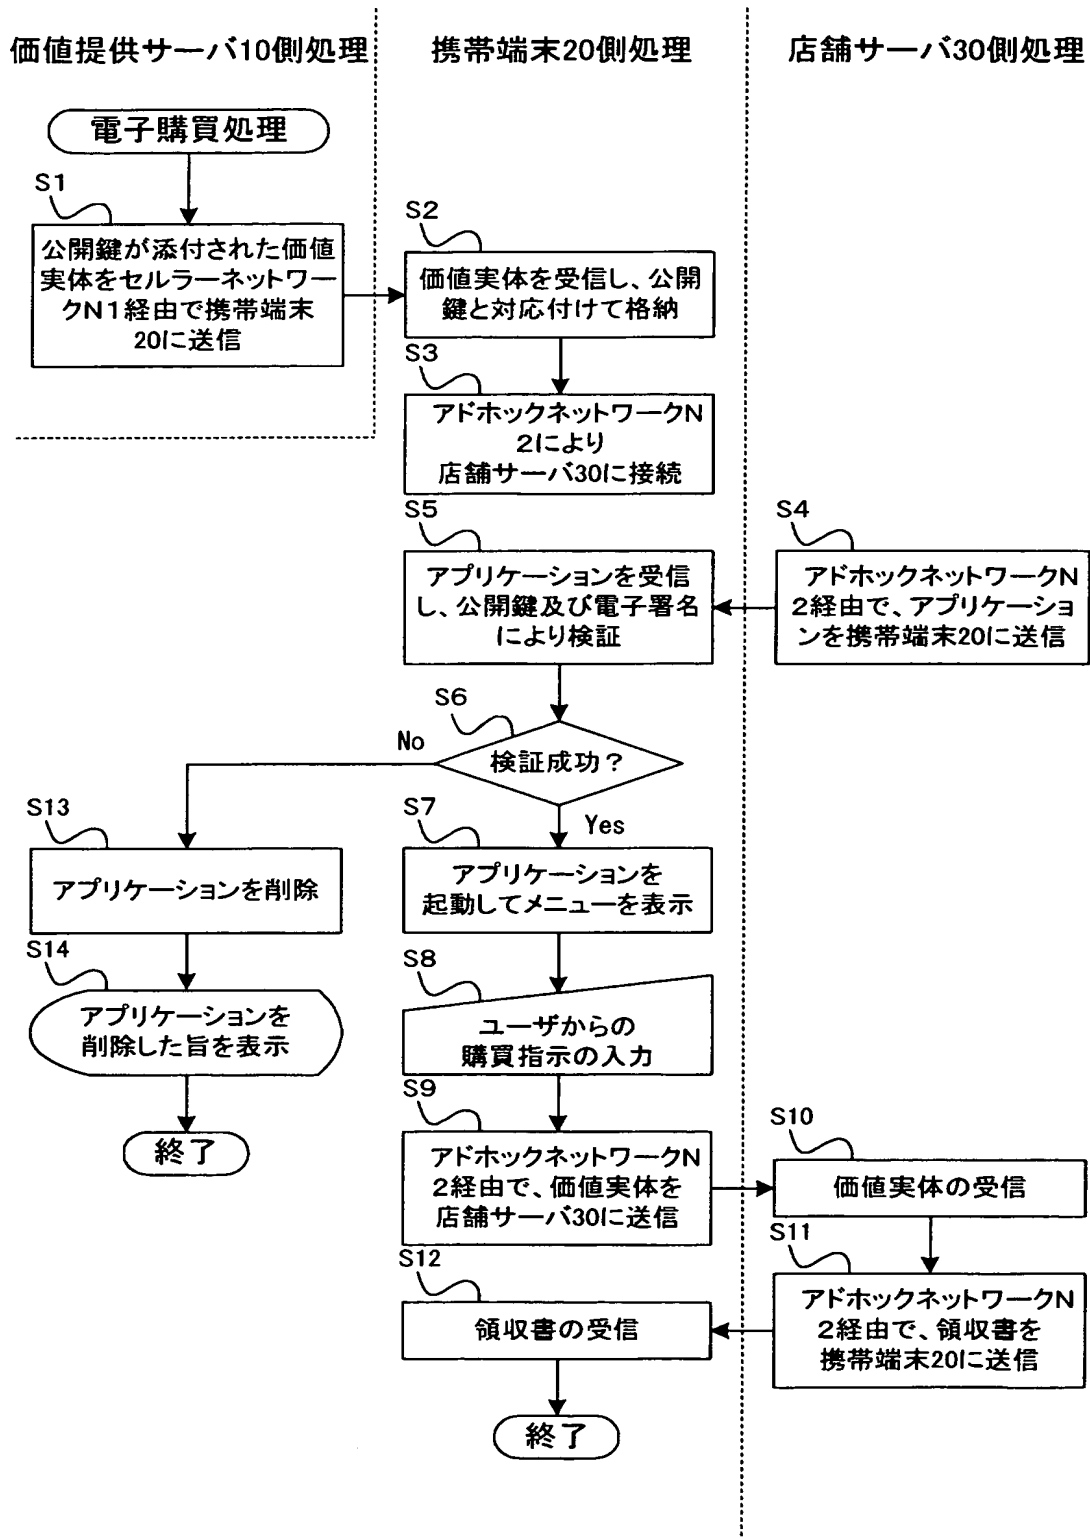 価値提供サーバ10側処理
携帯端末20側処理
店舗サーバ30側処理
電子購買処理
S1
公開鍵が添付された価値
実体をセルラーネットワー
クN1経由で携帯端末
20に送信
S2
価値実体を受信し、公開
鍵と対応付けて格納
S3
アドホックネットワークN
2により
店舗サーバ30に接続
S4
アドホックネットワークN
2経由で、アプリケーショ
ンを携帯端末20に送信
S5
アプリケーションを受信
し、公開鍵及び電子署名
により検証
S6
検証成功?
No
Yes
S13
アプリケーションを削除
S14
アプリケーションを
削除した旨を表示
終了
S7
アプリケーションを
起動してメニューを表示
S8
ユーザからの
購買指示の入力
S9
アドホックネットワークN
2経由で、価値実体を
店舗サーバ30に送信
S10
価値実体の受信
S11
アドホックネットワークN
2経由で、領収書を
携帯端末20に送信
S12
領収書の受信
終了